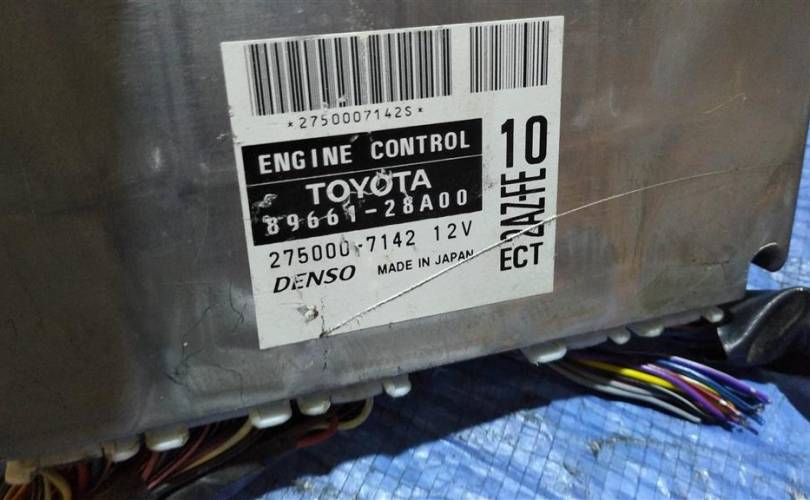 *2750007142S*
ENGINE CONTROL
TOYOTA
89661-28A00
275000-7142 12V
DENSO MADE IN JAPAN
10
2AZ-FE
ECT